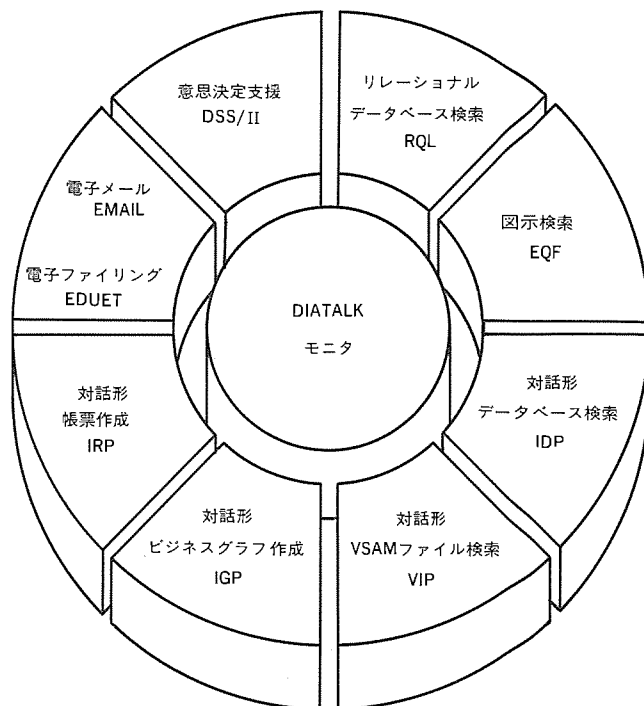 意思決定支援
DSS/II
リレーショナル
データベース検索
RQL
図示検索
EQF
対話形
データベース検索
IDP
対話形
VSAMファイル検索
VIP
対話形
ビジネスグラフ作成
IGP
対話形
帳票作成
IRP
電子メール
EMAIL
電子ファイリング
EDUET
DIATALK
モニタ